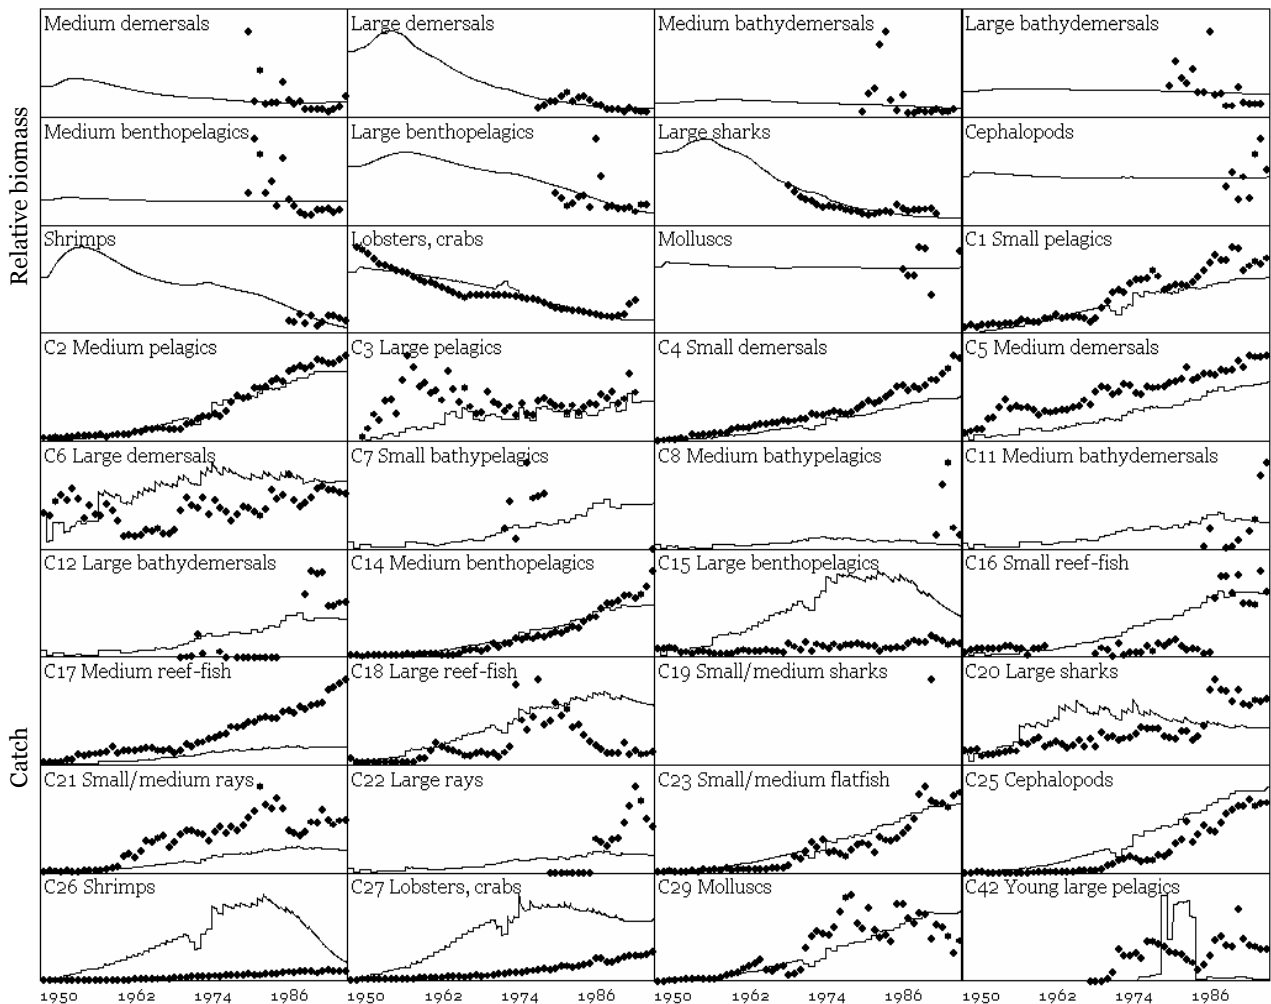 Relative biomass
Medium demersals
Large demersals
Medium bathydemersals
Large bathydemersals
Medium benthopelagics
Large benthopelagics
Large sharks
Cephalopods
Shrimps
Lobsters, crabs
Molluscs
C1 Small pelagics
C2 Medium pelagics
C3 Large pelagics
C4 Small demersals
C5 Medium demersals
C6 Large demersals
C7 Small bathypelagics
C8 Medium bathypelagics
C11 Medium bathydemersals
C12 Large bathydemersals
C14 Medium benthopelagics
C15 Large benthopelagics
C16 Small reef-fish
Catch
C17 Medium reef-fish
C18 Large reef-fish
C19 Small/medium sharks
C20 Large sharks
C21 Small/medium rays
C22 Large rays
C23 Small/medium flatfish
C25 Cephalopods
C26 Shrimps
C27 Lobsters, crabs
C29 Molluscs
C42 Young large pelagics
1950 1962 1974 1986 1950 1962 1974 1986 1950 1962 1974 1986 1950 1962 1974 1986